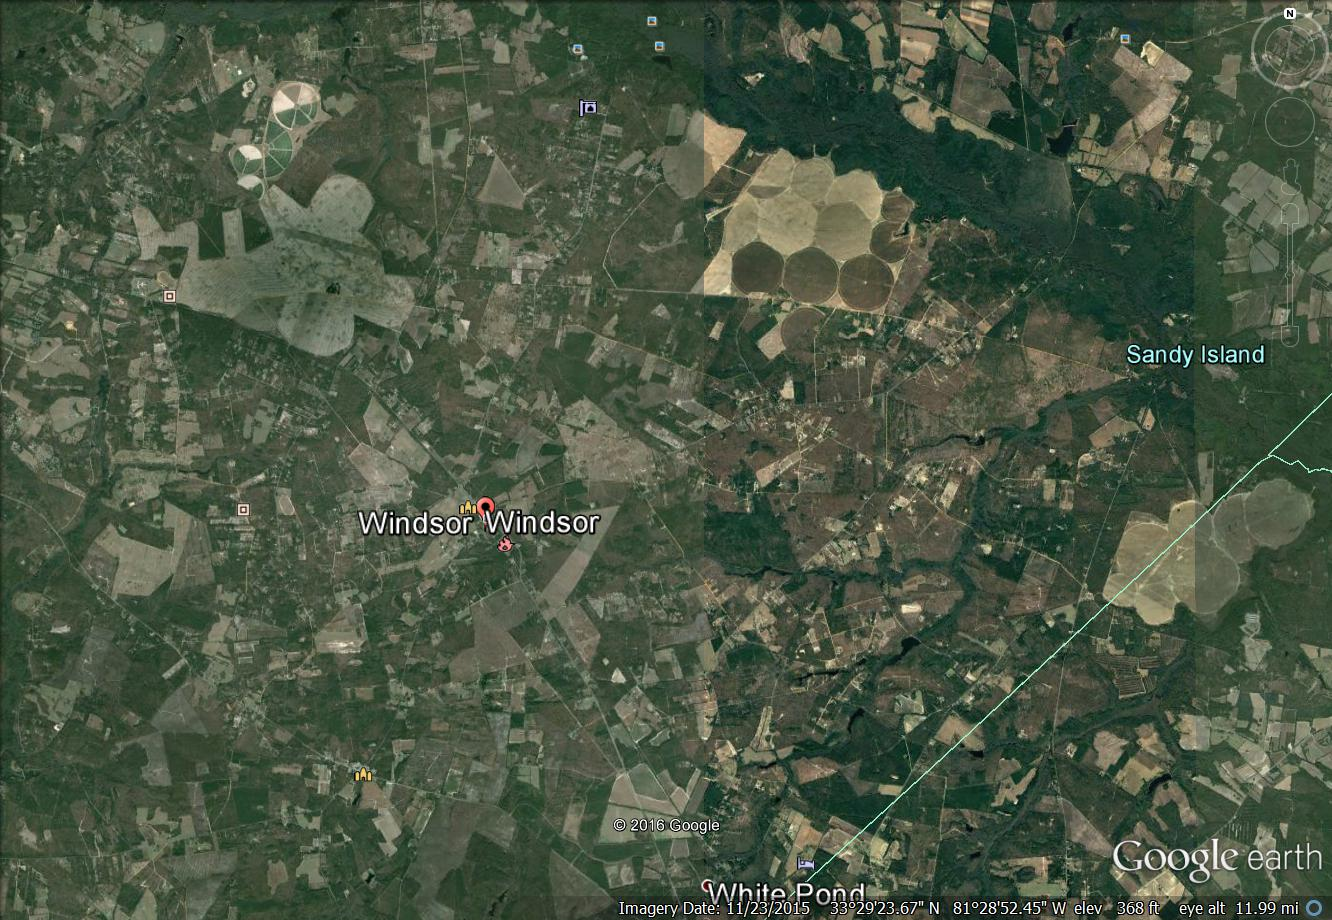 N
Sandy Island
Windsor
Windsor
© 2016 Google
Google earth
White Pond
Imagery Date: 11/23/2015 33°29'23.67" N 81°28'52.45" W elev 368 ft eye alt 11.99 mi